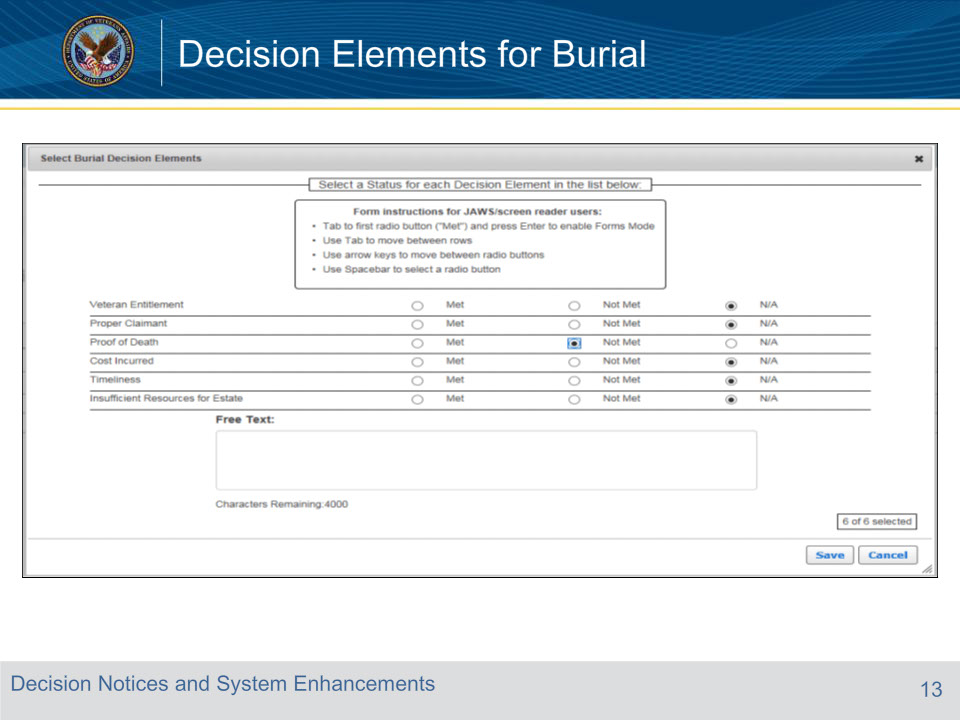 Decision Elements for Burial
Select Burial Decision Elements
Select a Status for each Decision Element in the list below:
Form instructions for JAWS/screen reader users:
• Tab to first radio button ("Met") and press Enter to enable Forms Mode
• Use Tab to move between rows
• Use arrow keys to move between radio buttons
• Use Spacebar to select a radio button
Veteran Entitlement Met Not Met N/A
Proper Claimant Met Not Met N/A
Proof of Death Met Not Met N/A
Cost Incurred Met Not Met N/A
Timeliness Met Not Met N/A
Insufficient Resources for Estate Met Not Met N/A
Free Text:
Characters Remaining:4000
6 of 6 selected
Save Cancel
Decision Notices and System Enhancements
13